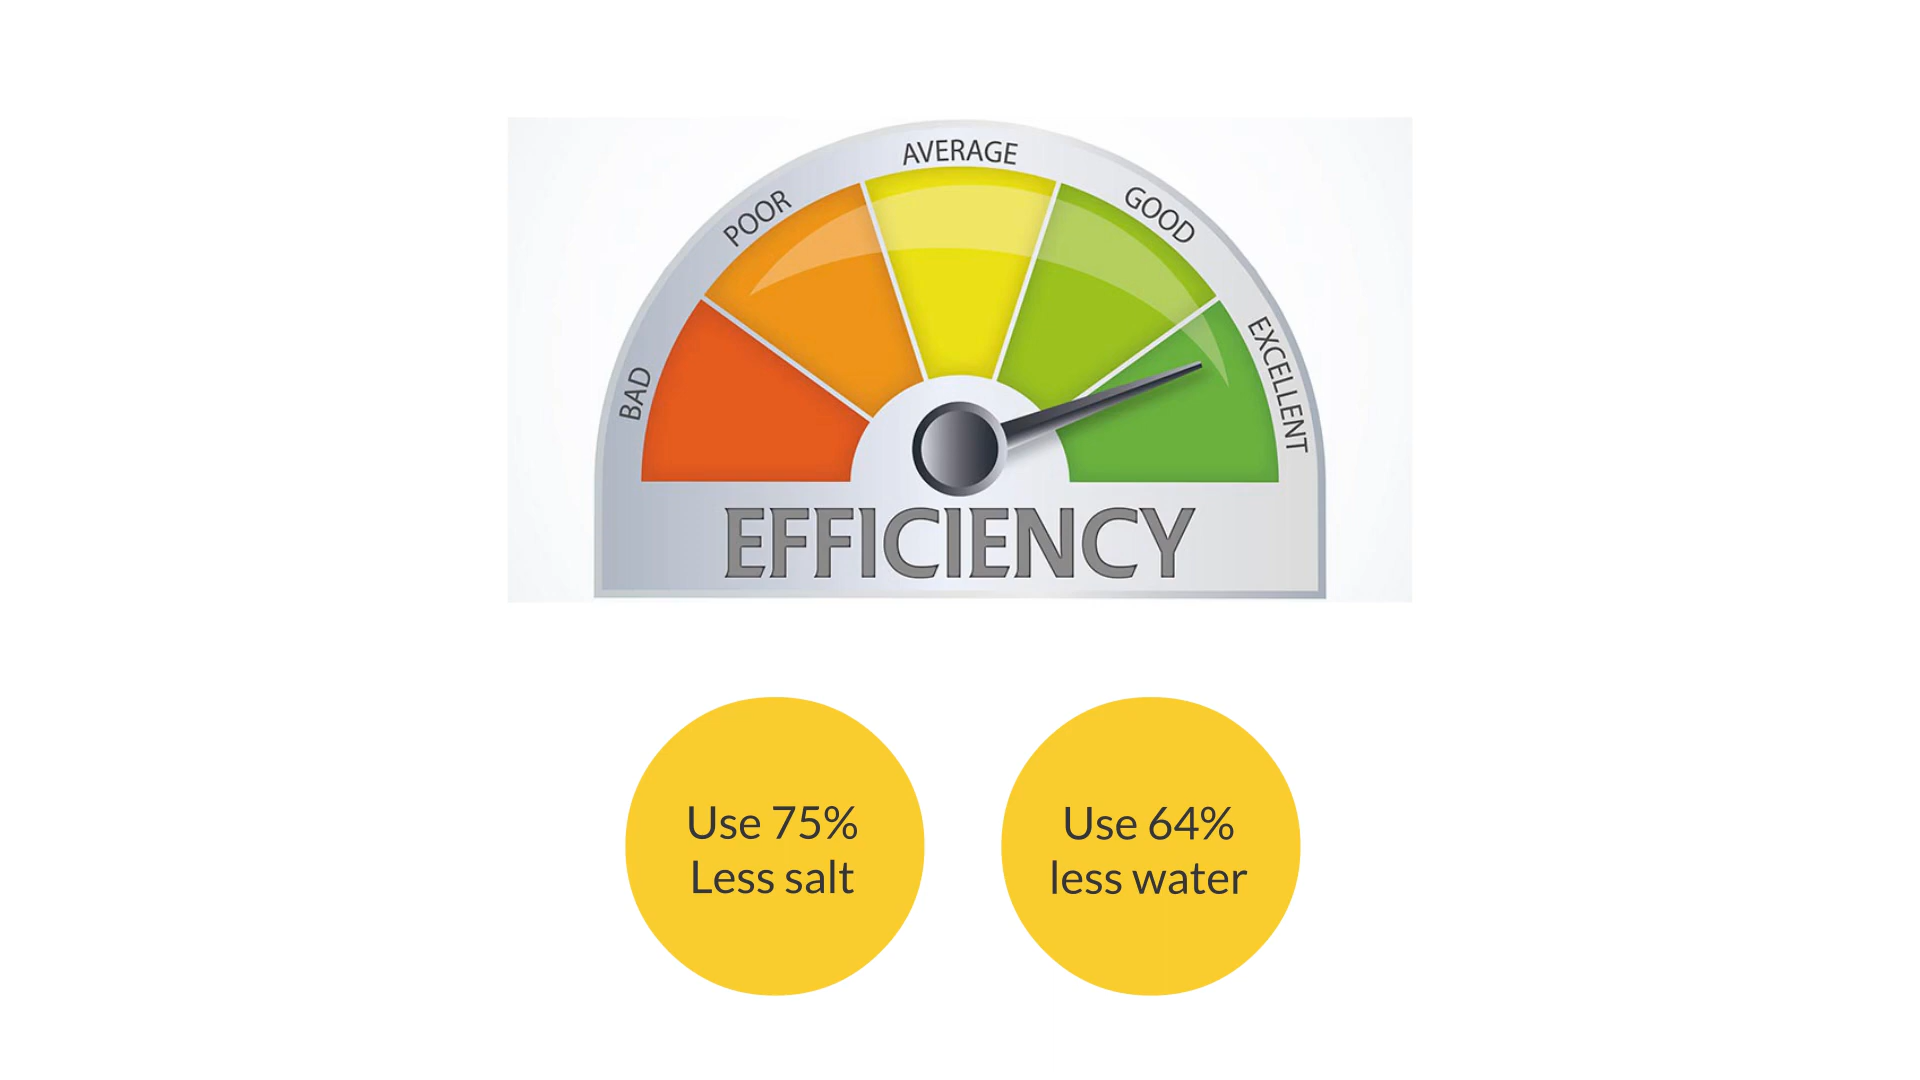 BAD
POOR
AVERAGE
GOOD
EXCELLENT
EFFICIENCY
Use 75%
Less salt
Use 64%
less water